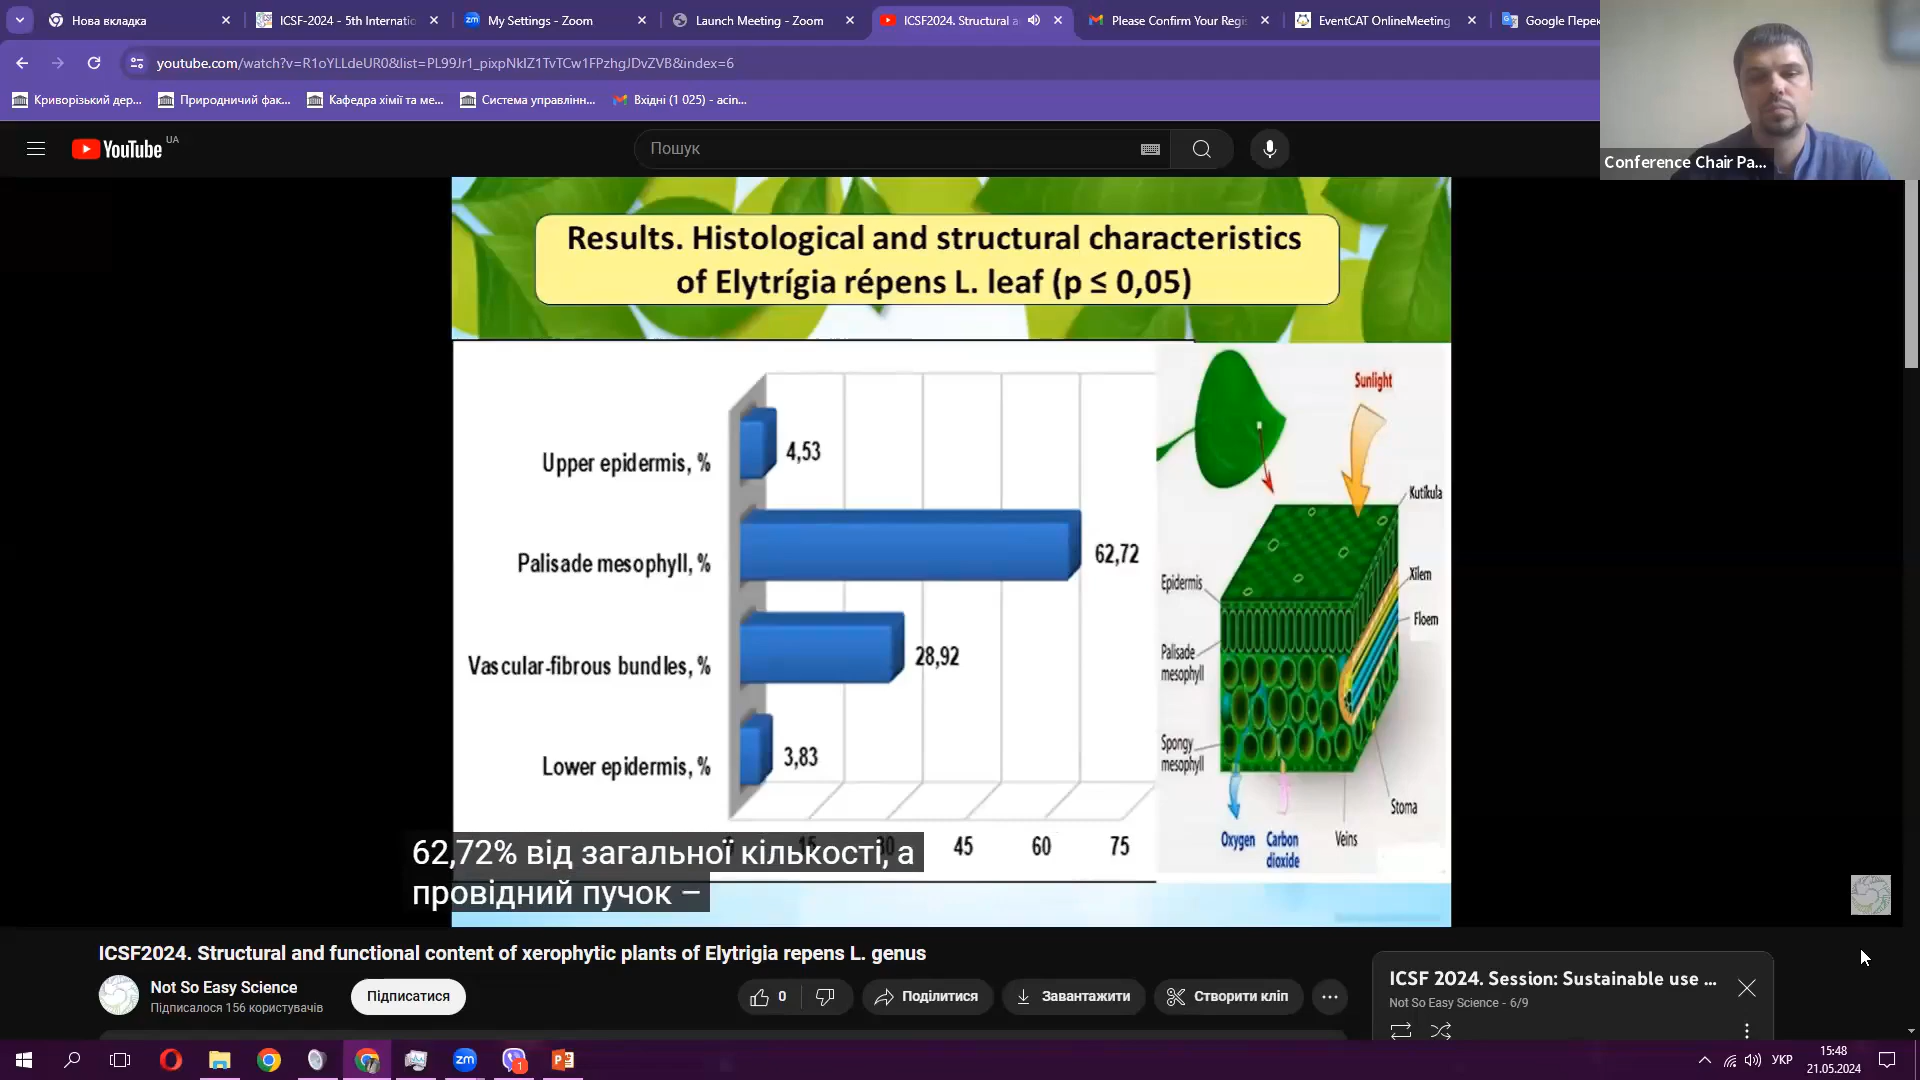 Нова вкладка
ICSF-2024 - 5th Internatio
My Settings - Zoom
Launch Meeting - Zoom
ICSF2024. Structural a
Please Confirm Your Regi
EventCAT OnlineMeeting
Google Перек
youtube.com/watch?v=R1oYLLdeUR0&list=PL99Jr1_pixpNkIZ1TvTCw1FPzhgJDvZVB&index=6
Криворізький дер...
Природничий фак...
Кафедра хімії та ме...
Система управлінн...
Вхідні (1 025) - acin...
Conference Chair Pa...
YouTube UA
Пошук
Results. Histological and structural characteristics
of Elytrígia répens L. leaf (p ≤ 0,05)
Upper epidermis, %
4,53
Palisade mesophyll, %
62,72
Vascular-fibrous bundles, %
28,92
Lower epidermis, %
3,83
45
60
75
Sunlight
Kutikula
Epidermis
Xilem
Floem
Palisade
mesophyll
Spongy
mesophyll
Stoma
Oxygen
Carbon
dioxide
Veins
62,72% від загальної кількості, а
провідний пучок –
ICSF2024. Structural and functional content of xerophytic plants of Elytrigia repens L. genus
Not So Easy Science
Підписалося 156 користувачів
Підписатися
0
Поділитися
Завантажити
Створити кліп
ICSF 2024. Session: Sustainable use ...
Not So Easy Science - 6/9
zm
1
УКР
15:48
21.05.2024